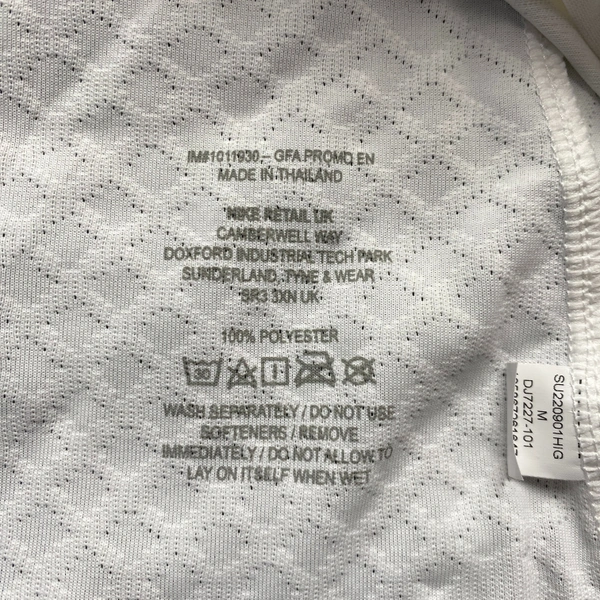 IM#1011930 – GFA PROMO EN
MADE IN THAILAND
NIKE RETAIL UK
CAMBERWELL WAY
DOXFORD INDUSTRIAL TECH PARK
SUNDERLAND, TYNE & WEAR
SR3 3XN UK
100% POLYESTER
30
WASH SEPARATELY / DO NOT USE
SOFTENERS / REMOVE
IMMEDIATELY / DO NOT ALLOW TO
LAY ON ITSELF WHEN WET
SU220901H/G
M
DJ7227-101